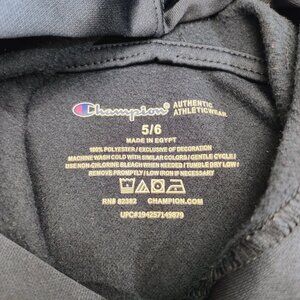 Champion AUTHENTIC
ATHLETICWEAR
5/6
MADE IN EGYPT
100% POLYESTER / EXCLUSIVE OF DECORATION
MACHINE WASH COLD WITH SIMILAR COLORS / GENTLE CYCLE /
USE NON-CHLORINE BLEACH WHEN NEEDED / TUMBLE DRY LOW /
REMOVE PROMPTLY / LOW IRON IF NECESSARY
RN# 82382 CHAMPION.COM
UFC#194257149879